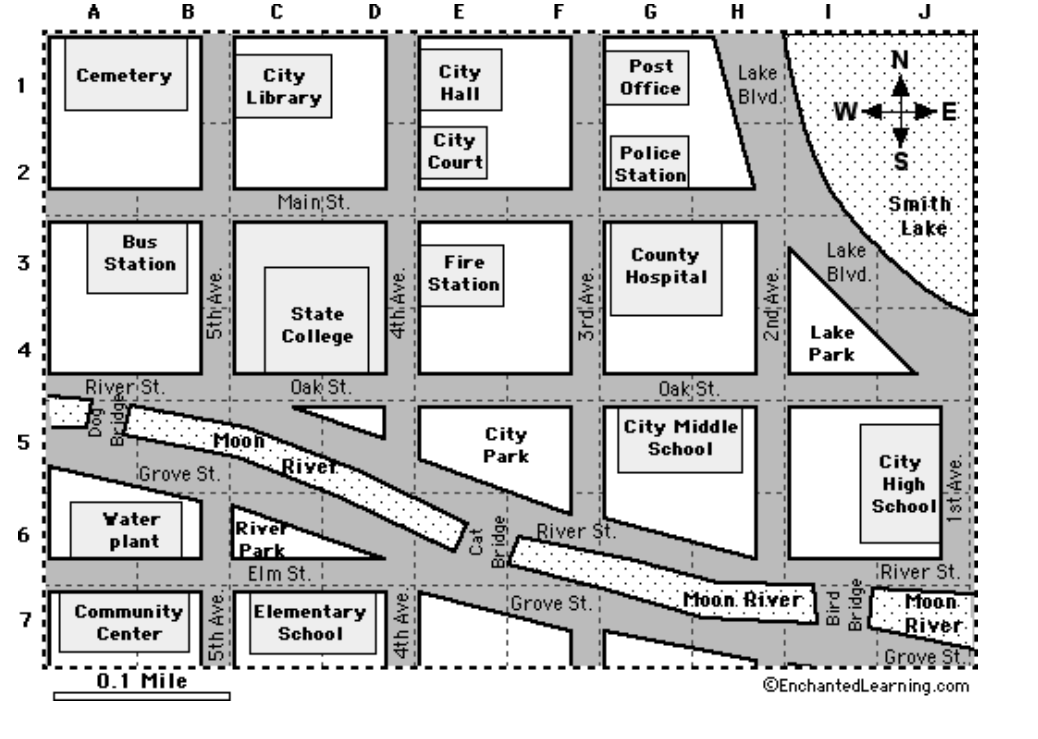 A B C D E F G H I J
1
Cemetery
City
Library
City
Hall
Post
Office
Lake
Blvd.
N
W E
S
2
City
Court
Police
Station
Main St.
Smith
Lake
3
Bus
Station
5th Ave.
State
College
4th Ave.
Fire
Station
3rd Ave.
County
Hospital
2nd Ave.
Lake
Blvd.
4
Lake
Park
River St.
Oak St.
Oak St.
5
Dog
Bridge
Moon
River
City
Park
City Middle
School
City
High
School
1st Ave.
Grove St.
6
Water
plant
River
Park
Cat
Bridge
River St.
Elm St.
River St.
7
Community
Center
5th Ave.
Elementary
School
4th Ave.
Grove St.
Moon River
Bird
Bridge
Moon
River
Grove St.
0.1 Mile
©EnchantedLearning.com